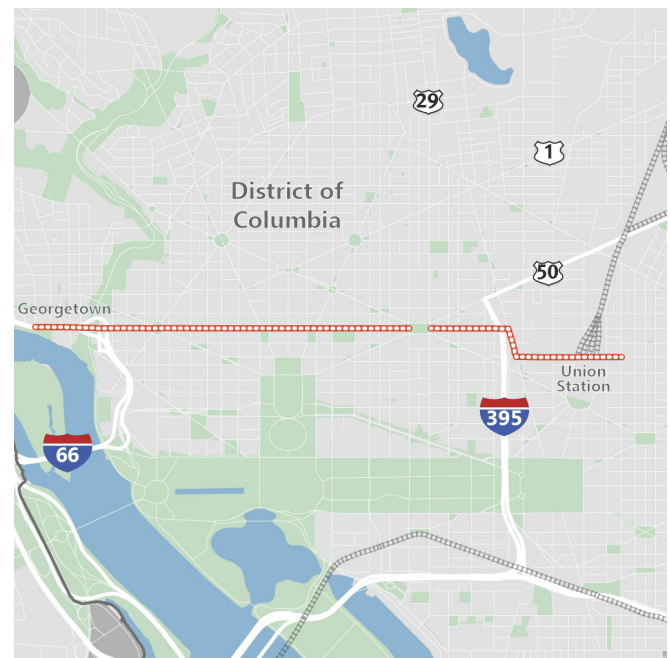 29
1
District of
Columbia
50
Georgetown
Union
Station
395
66